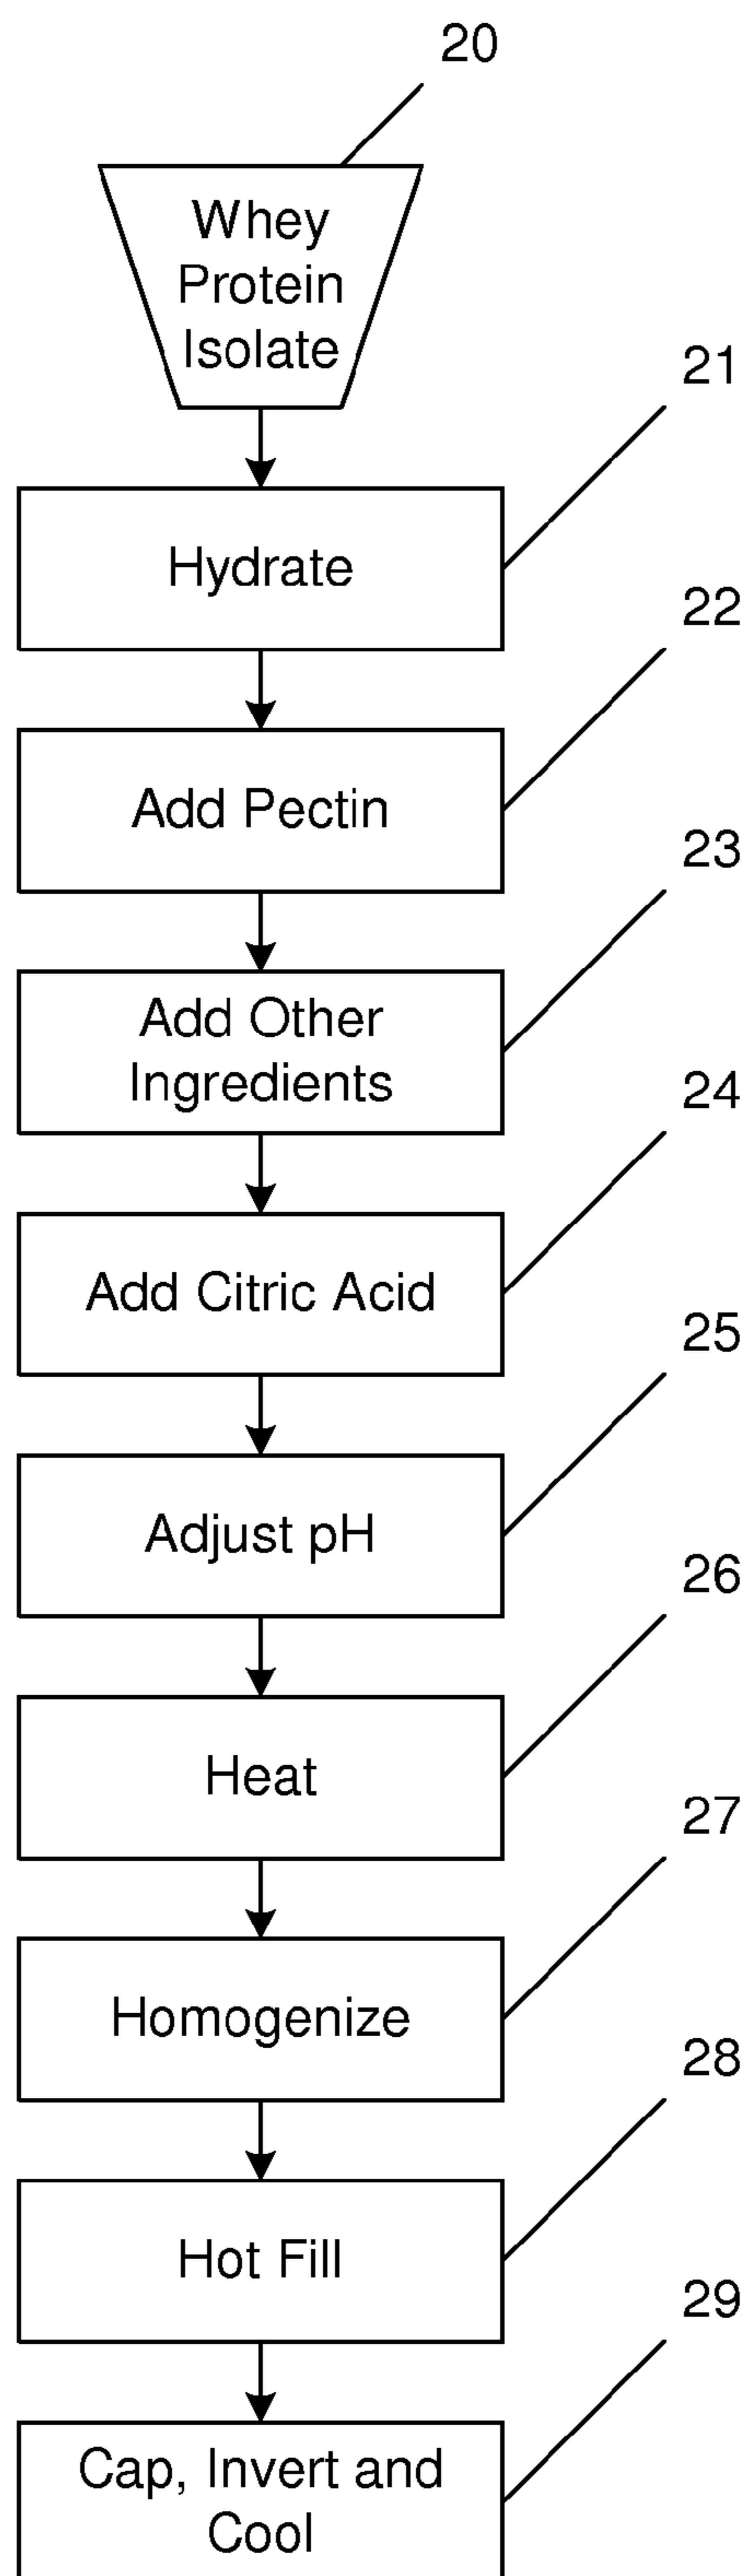 20
Whey
Protein
Isolate
21
Hydrate
22
Add Pectin
23
Add Other
Ingredients
24
Add Citric Acid
25
Adjust pH
26
Heat
27
Homogenize
28
Hot Fill
29
Cap, Invert and
Cool